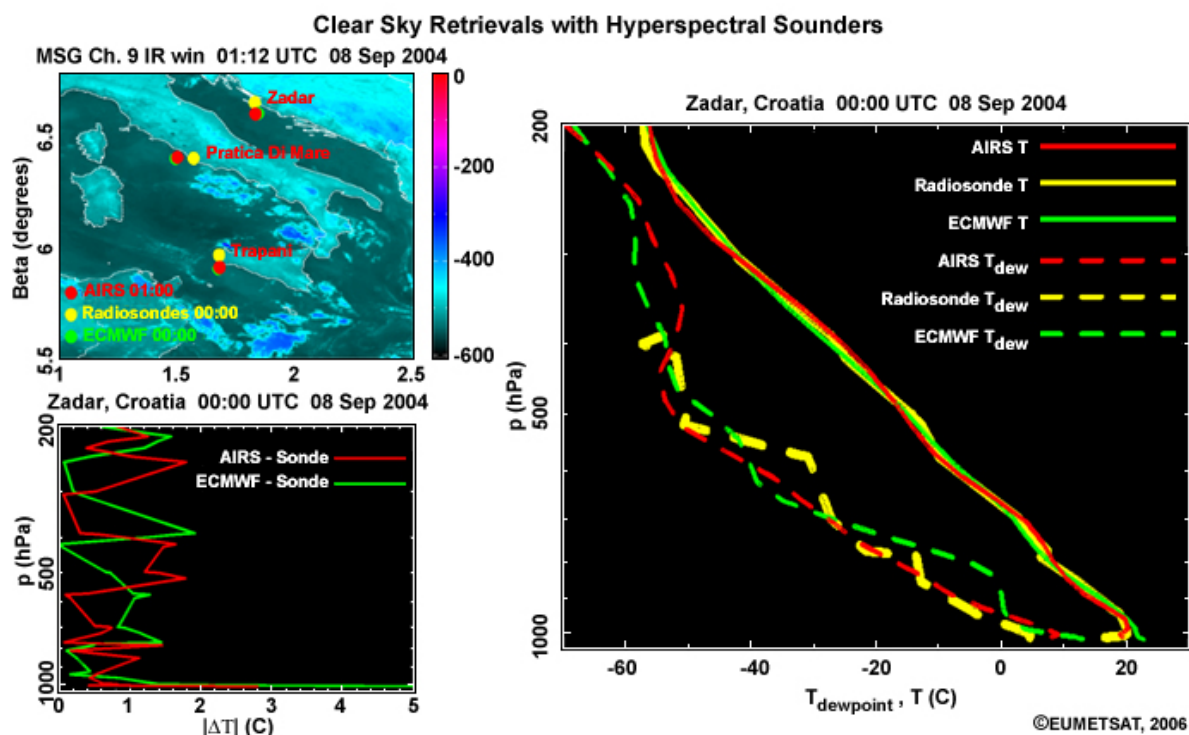 Clear Sky Retrievals with Hyperspectral Sounders
MSG Ch. 9 IR win 01:12 UTC 08 Sep 2004
Zadar
Pratica Di Mare
Trapani
AIRS 01:00
Radiosondes 00:00
ECMWF 00:00
Beta (degrees)
6.5
6
5.5
1
1.5
2
2.5
0
-200
-300
-400
-500
-600
Zadar, Croatia 00:00 UTC 08 Sep 2004
AIRS - Sonde
ECMWF - Sonde
p (hPa)
200
500
1000
0
1
2
3
4
5
|ΔT| (C)
Zadar, Croatia 00:00 UTC 08 Sep 2004
AIRS T
Radiosonde T
ECMWF T
AIRS Tdew
Radiosonde Tdew
ECMWF Tdew
p (hPa)
200
500
1000
-60
-40
-20
0
20
Tdewpoint , T (C)
©EUMETSAT, 2006